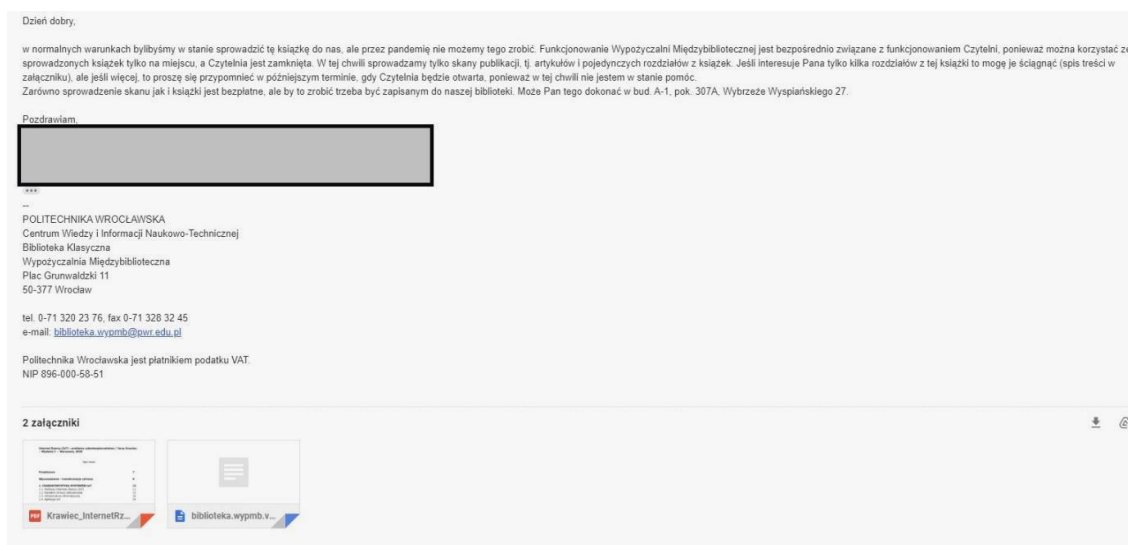 Dzień dobry,
w normalnych warunkach bylibyśmy w stanie sprowadzić tę książkę do nas, ale przez pandemię nie możemy tego zrobić. Funkcjonowanie Wypożyczalni Międzybibliotecznej jest bezpośrednio związane z funkcjonowaniem Czytelni, ponieważ można korzystać ze
sprowadzonych książek tylko na miejscu, a Czytelnia jest zamknięta. W tej chwili sprowadzamy tylko skany publikacji, tj. artykułów i pojedynczych rozdziałów z książek. Jeśli interesuje Pana tylko kilka rozdziałów z tej książki to mogę je ściągnąć (spis treści w
załączniku), ale jeśli więcej, to proszę się przypomnieć w późniejszym terminie, gdy Czytelnia będzie otwarta, ponieważ w tej chwili nie jestem w stanie pomóc.
Zarówno sprowadzenie skanu jak i książki jest bezpłatne, ale by to zrobić trzeba być zapisanym do naszej biblioteki. Może Pan tego dokonać w bud. A-1, pok. 307A, Wybrzeże Wyspiańskiego 27.
Pozdrawiam,
--
POLITECHNIKA WROCŁAWSKA
Centrum Wiedzy i Informacji Naukowo-Technicznej
Biblioteka Klasyczna
Wypożyczalnia Międzybiblioteczna
Plac Grunwaldzki 11
50-377 Wrocław
tel. 0-71 320 23 76, fax 0-71 328 32 45
e-mail: biblioteka.wypmb@pwr.edu.pl
Politechnika Wrocławska jest płatnikiem podatku VAT.
NIP 896-000-58-51
2 załączniki
PDF Krawiec_InternetRz...
biblioteka.wypmb.v...